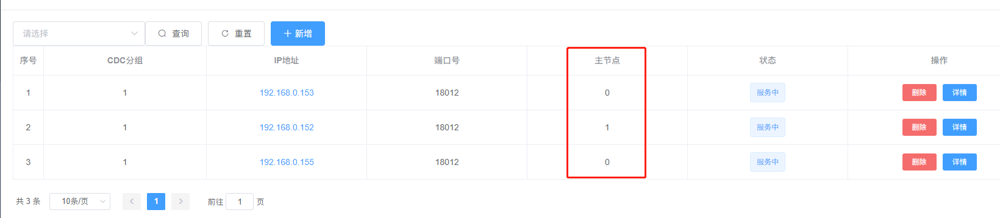 请选择 查询 重置 新增
序号 CDC分组 IP地址 端口号 主节点 状态 操作
1 1 192.168.0.153 18012 0 服务中 删除 详情
2 1 192.168.0.152 18012 1 服务中 删除 详情
3 1 192.168.0.155 18012 0 服务中 删除 详情
共 3 条 10条/页 1 前往 1 页